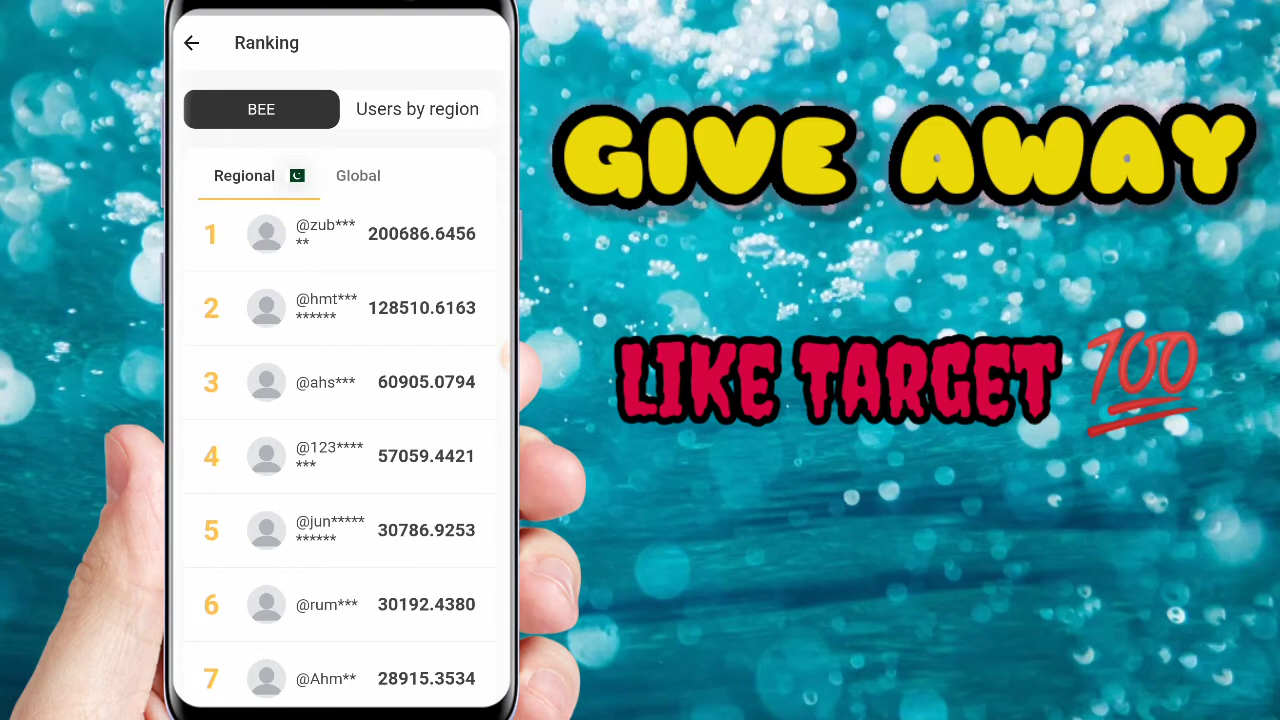 Ranking
BEE
Users by region
Regional
Global
1 @zub***
** 200686.6456
2 @hmt***
****** 128510.6163
3 @ahs*** 60905.0794
4 @123****
*** 57059.4421
5 @jun*****
****** 30786.9253
6 @rum*** 30192.4380
7 @Ahm** 28915.3534
GIVE AWAY
LIKE TARGET 💯